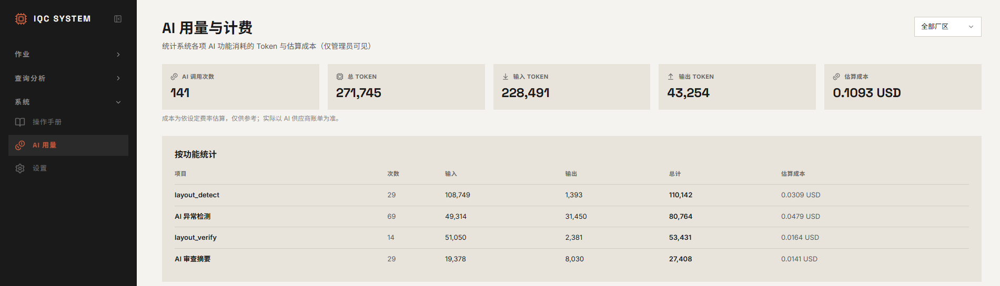 IQC SYSTEM
作业
查询分析
系统
操作手册
AI 用量
设置
AI 用量与计费
统计系统各项 AI 功能消耗的 Token 与估算成本（仅管理员可见）
全部厂区
AI 调用次数
141
总 TOKEN
271,745
输入 TOKEN
228,491
输出 TOKEN
43,254
估算成本
0.1093 USD
成本为依设定费率估算，仅供参考；实际以 AI 供应商账单为准。
按功能统计
项目 次数 输入 输出 总计 估算成本
layout_detect 29 108,749 1,393 110,142 0.0309 USD
AI 异常检测 69 49,314 31,450 80,764 0.0479 USD
layout_verify 14 51,050 2,381 53,431 0.0164 USD
AI 审查摘要 29 19,378 8,030 27,408 0.0141 USD